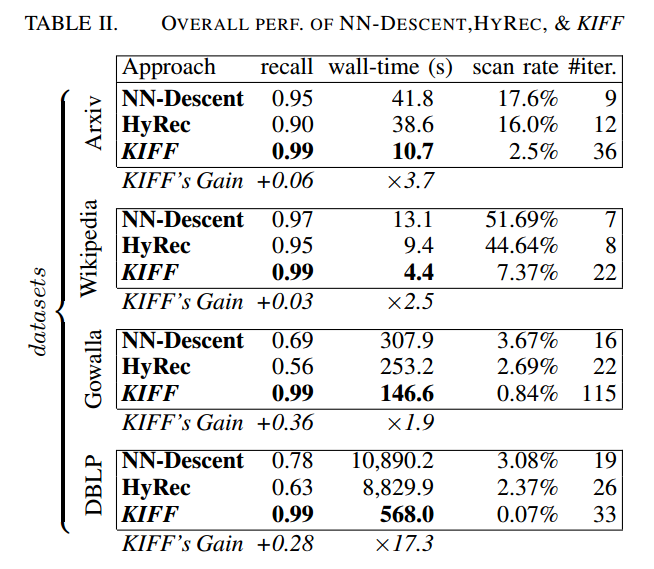 TABLE II. OVERALL PERF. OF NN-DESCENT,HYREC, & KIFF
Approach recall wall-time (s) scan rate #iter.
datasets
Arxiv
NN-Descent 0.95 41.8 17.6% 9
HyRec 0.90 38.6 16.0% 12
KIFF 0.99 10.7 2.5% 36
KIFF's Gain +0.06 ×3.7
Wikipedia
NN-Descent 0.97 13.1 51.69% 7
HyRec 0.95 9.4 44.64% 8
KIFF 0.99 4.4 7.37% 22
KIFF's Gain +0.03 ×2.5
Gowalla
NN-Descent 0.69 307.9 3.67% 16
HyRec 0.56 253.2 2.69% 22
KIFF 0.99 146.6 0.84% 115
KIFF's Gain +0.36 ×1.9
DBLP
NN-Descent 0.78 10,890.2 3.08% 19
HyRec 0.63 8,829.9 2.37% 26
KIFF 0.99 568.0 0.07% 33
KIFF's Gain +0.28 ×17.3